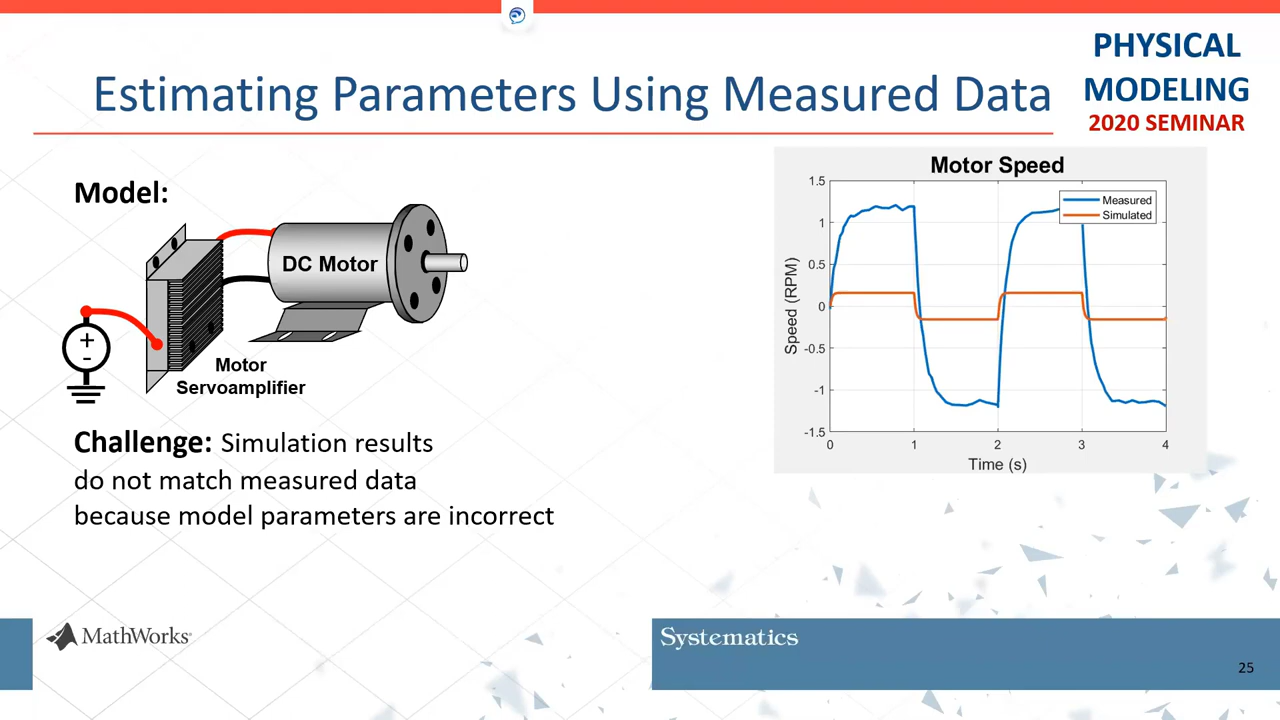 Estimating Parameters Using Measured Data
PHYSICAL
MODELING
2020 SEMINAR
Model:
DC Motor
+
-
Motor
Servoamplifier
Challenge: Simulation results
do not match measured data
because model parameters are incorrect
Motor Speed
Measured
Simulated
Speed (RPM)
1.5
1
0.5
0
-0.5
-1
-1.5
0 1 2 3 4
Time (s)
MathWorks
Systematics
25